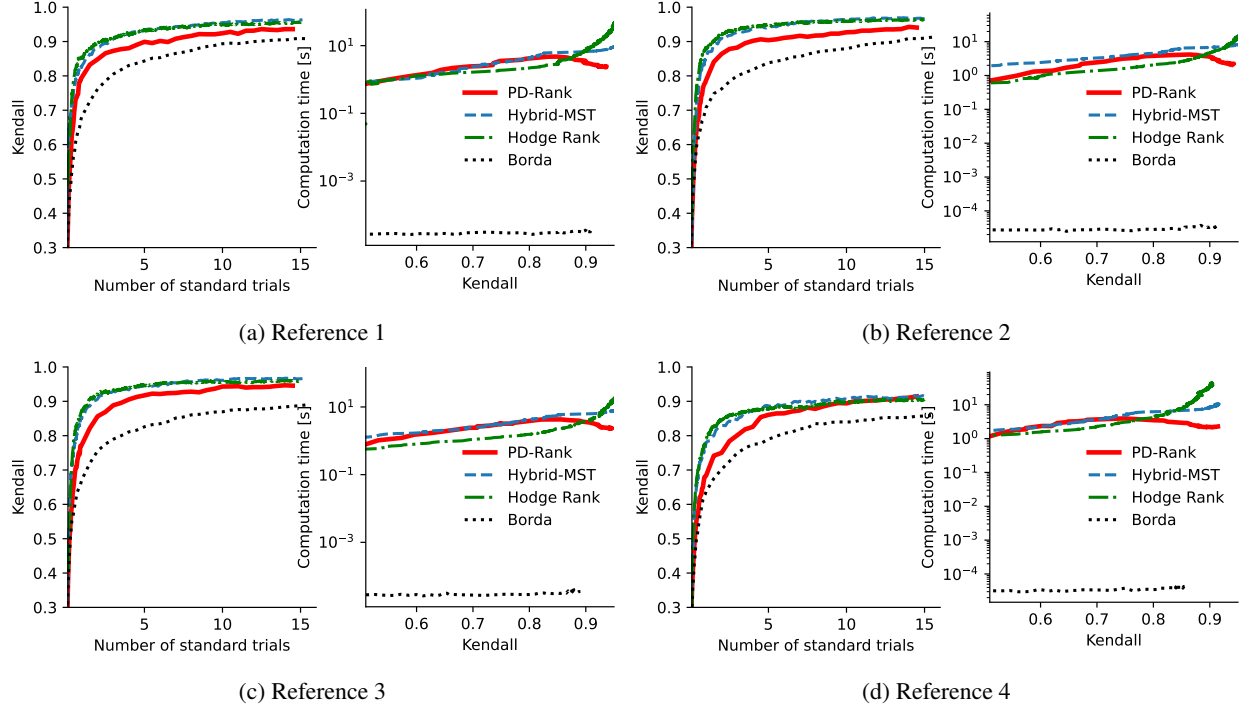 1.0
0.9
0.8
0.7
0.6
0.5
0.4
0.3
Kendall
5
10
15
Number of standard trials
10^1
10^−1
10^−3
Computation time [s]
PD-Rank
Hybrid-MST
Hodge Rank
Borda
0.6
0.7
0.8
0.9
Kendall
(a) Reference 1
1.0
0.9
0.8
0.7
0.6
0.5
0.4
0.3
Kendall
5
10
15
Number of standard trials
10^1
10^0
10^−1
10^−2
10^−3
10^−4
Computation time [s]
PD-Rank
Hybrid-MST
Hodge Rank
Borda
0.6
0.7
0.8
0.9
Kendall
(b) Reference 2
1.0
0.9
0.8
0.7
0.6
0.5
0.4
0.3
Kendall
5
10
15
Number of standard trials
10^1
10^−1
10^−3
Computation time [s]
PD-Rank
Hybrid-MST
Hodge Rank
Borda
0.6
0.7
0.8
0.9
Kendall
(c) Reference 3
1.0
0.9
0.8
0.7
0.6
0.5
0.4
0.3
Kendall
5
10
15
Number of standard trials
10^1
10^0
10^−1
10^−2
10^−3
10^−4
Computation time [s]
PD-Rank
Hybrid-MST
Hodge Rank
Borda
0.6
0.7
0.8
0.9
Kendall
(d) Reference 4